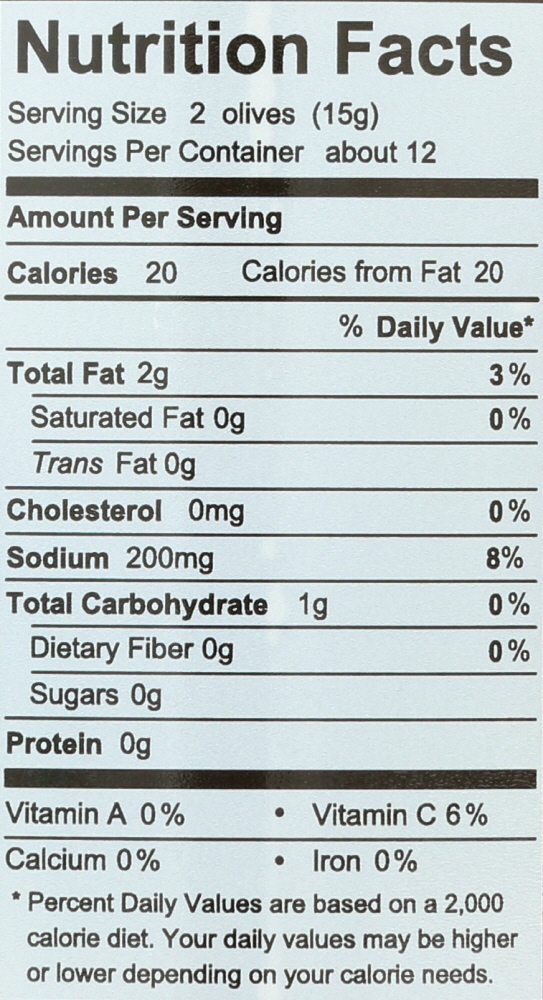 Nutrition Facts
Serving Size 2 olives (15g)
Servings Per Container about 12
Amount Per Serving
Calories 20 Calories from Fat 20
% Daily Value*
Total Fat 2g 3%
Saturated Fat 0g 0%
Trans Fat 0g
Cholesterol 0mg 0%
Sodium 200mg 8%
Total Carbohydrate 1g 0%
Dietary Fiber 0g 0%
Sugars 0g
Protein 0g
Vitamin A 0% • Vitamin C 6%
Calcium 0% • Iron 0%
* Percent Daily Values are based on a 2,000
calorie diet. Your daily values may be higher
or lower depending on your calorie needs.